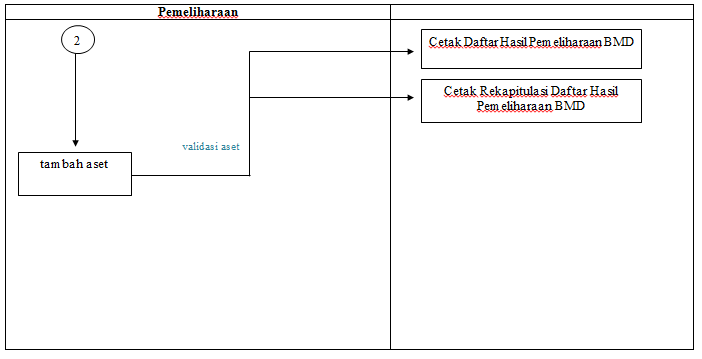 Pemeliharaan
2
Cetak Daftar Hasil Pemeliharaan BMD
Cetak Rekapitulasi Daftar Hasil
Pemeliharaan BMD
validasi aset
tambah aset